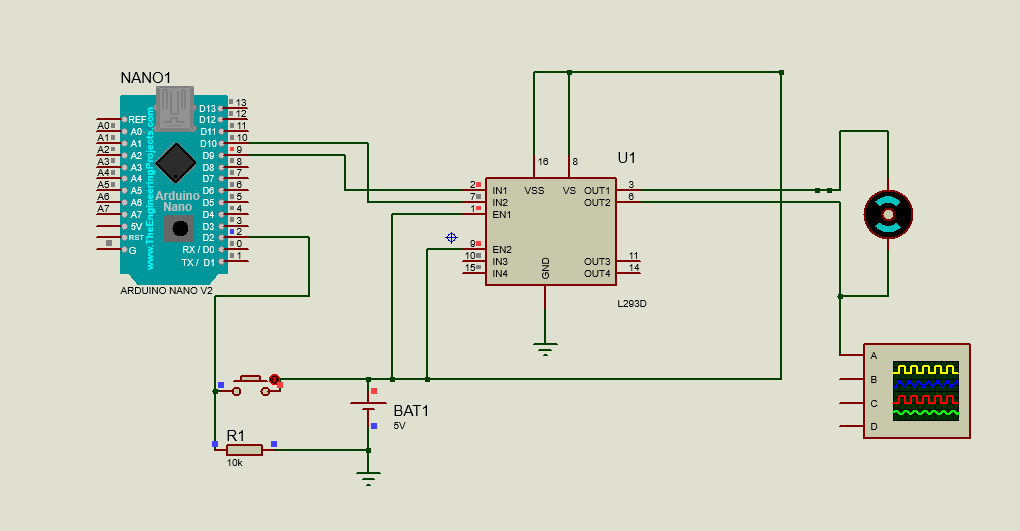 NANO1
www.TheEngineeringProjects.com
Arduino
Nano
REF
A0 A0
A1 A1
A2 A2
A3 A3
A4 A4
A5 A5
A6 A6
A7 A7
5V
RST
G
D13 13
D12 12
D11 11
D10 10
D9 9
D8 8
D7 7
D6 6
D5 5
D4 4
D3 3
D2 2
RX / D0 0
TX / D1 1
ARDUINO NANO V2
U1
16 8
2 IN1 VSS VS OUT1 3
7 IN2 OUT2 6
1 EN1
9 EN2
10 IN3 OUT3 11
15 IN4 OUT4 14
GND
L293D
BAT1
5V
R1
10k
A
B
C
D